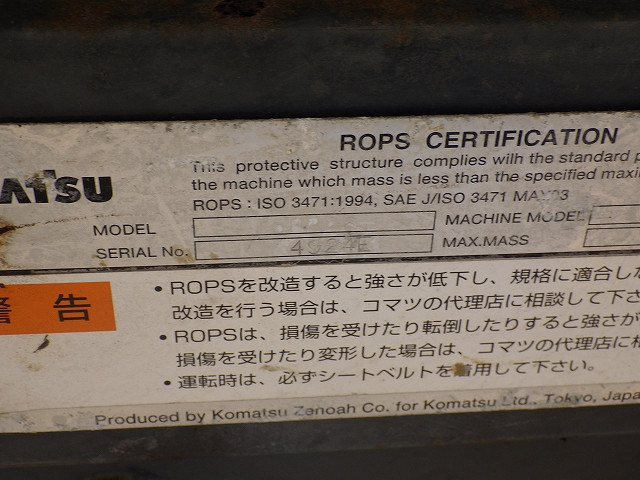 ROPS CERTIFICATION
This protective structure complies with the standard
the machine which mass is less than the specified
ROPS : ISO 3471:1994, SAE J/ISO 3471 MAY03
MATSU
MODEL
MACHINE MODEL
SERIAL No. 4024E
MAX.MASS
警告
• ROPSを改造すると強さが低下し、規格に適合し
改造を行う場合は、コマツの代理店に相談して下さ
• ROPSは、損傷を受けたり転倒したりすると強さが
損傷を受けたり変形した場合は、コマツの代理店に
• 運転時は、必ずシートベルトを着用して下さい。
Produced by Komatsu Zenoah Co. for Komatsu Ltd., Tokyo, Japa